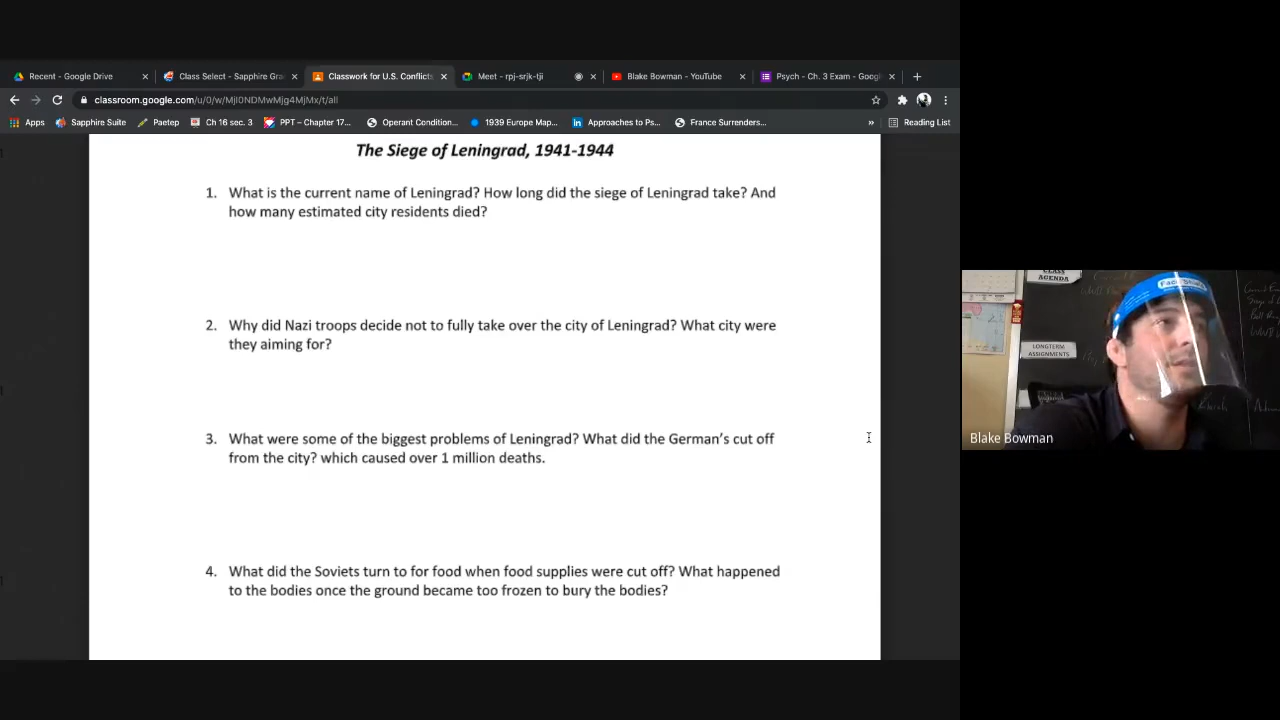 Recent - Google Drive
Class Select - Sapphire Gra
Classwork for U.S. Conflicts
Meet - rpj-srjk-tji
Blake Bowman - YouTube
Psych - Ch. 3 Exam - Googl
classroom.google.com/u/0/w/MjI0NDMwMjg4MjMx/t/all
Apps
Sapphire Suite
Paetep
Ch 16 sec. 3
PPT – Chapter 17...
Operant Condition...
1939 Europe Map...
Approaches to Ps...
France Surrenders...
»
Reading List
The Siege of Leningrad, 1941-1944
1. What is the current name of Leningrad? How long did the siege of Leningrad take? And
how many estimated city residents died?
2. Why did Nazi troops decide not to fully take over the city of Leningrad? What city were
they aiming for?
3. What were some of the biggest problems of Leningrad? What did the German's cut off
from the city? which caused over 1 million deaths.
4. What did the Soviets turn to for food when food supplies were cut off? What happened
to the bodies once the ground became too frozen to bury the bodies?
CLASS
AGENDA
Face Shield
LONGTERM
ASSIGNMENTS
Blake Bowman